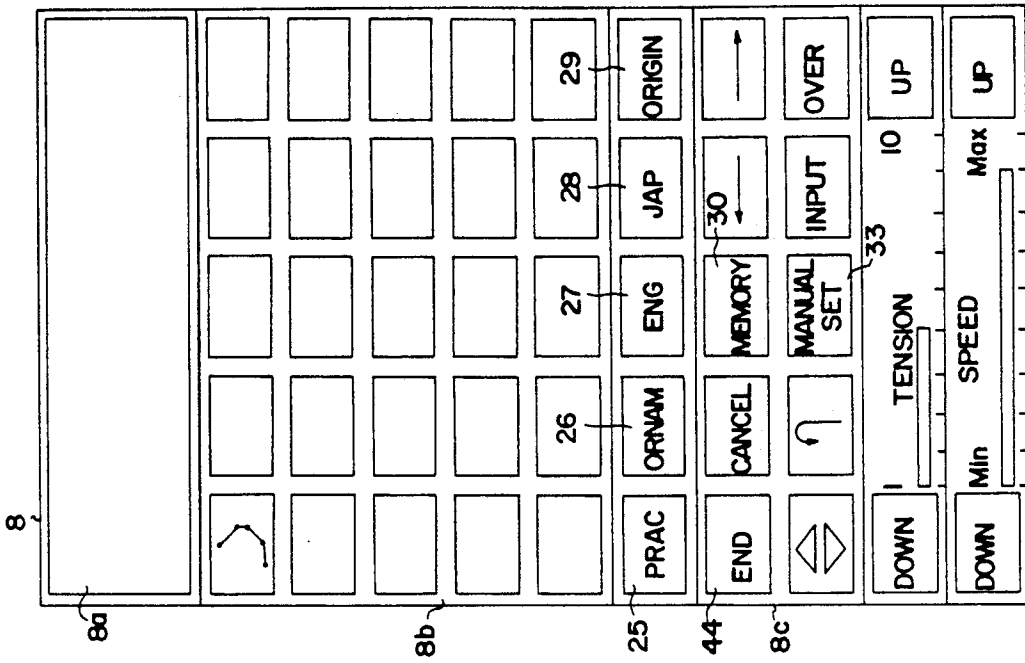 8
8a
8b
26
27
28
29
25
PRAC
ORNAM
ENG
JAP
ORIGIN
30
44
END
CANCEL
MEMORY
8c
MANUAL
SET
INPUT
OVER
33
DOWN
1
TENSION
10
UP
DOWN
Min
SPEED
Max
UP